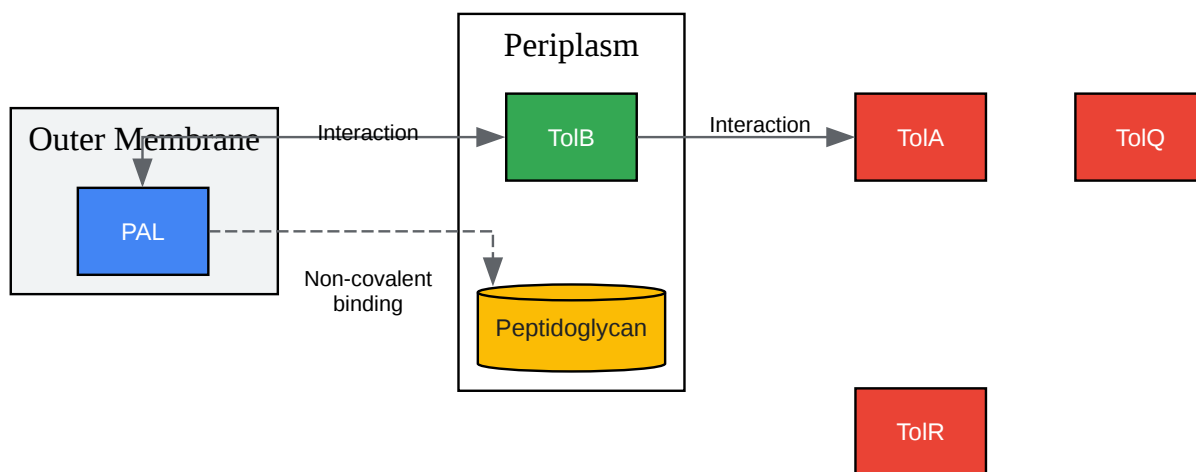 Periplasm
Outer Membrane
Interaction
TolB
Interaction
TolA
TolQ
PAL
Non-covalent
binding
Peptidoglycan
TolR